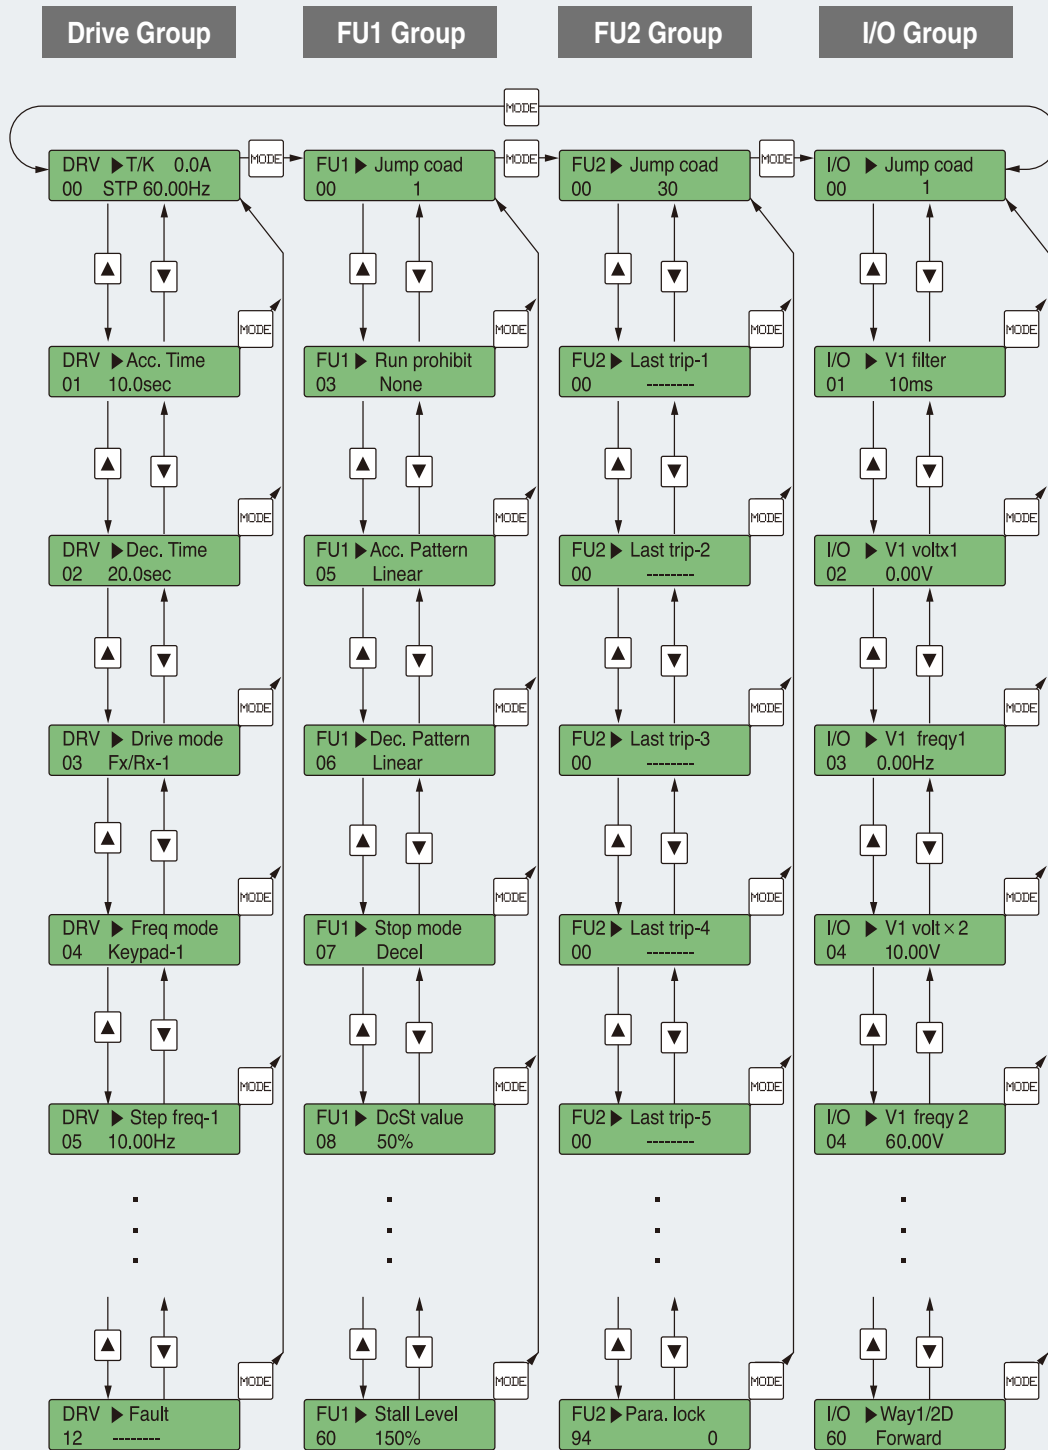 Drive Group
FU1 Group
FU2 Group
I/O Group
MODE
DRV ▶T/K 0.0A
00 STP 60.00Hz
MODE
FU1▶ Jump coad
00 1
MODE
FU2▶ Jump coad
00 30
MODE
I/O ▶ Jump coad
00 1
▲ ▼ ▲ ▼ ▲ ▼ ▲ ▼
MODE MODE MODE MODE
DRV ▶Acc. Time
01 10.0sec
FU1▶ Run prohibit
03 None
FU2▶ Last trip-1
00 --------
I/O ▶ V1 filter
01 10ms
▲ ▼ ▲ ▼ ▲ ▼ ▲ ▼
MODE MODE MODE MODE
DRV ▶Dec. Time
02 20.0sec
FU1▶Acc. Pattern
05 Linear
FU2▶ Last trip-2
00 --------
I/O ▶ V1 voltx1
02 0.00V
▲ ▼ ▲ ▼ ▲ ▼ ▲ ▼
MODE MODE MODE MODE
DRV ▶ Drive mode
03 Fx/Rx-1
FU1▶Dec. Pattern
06 Linear
FU2▶ Last trip-3
00 --------
I/O ▶ V1 freqy1
03 0.00Hz
▲ ▼ ▲ ▼ ▲ ▼ ▲ ▼
MODE MODE MODE MODE
DRV ▶ Freq mode
04 Keypad-1
FU1▶ Stop mode
07 Decel
FU2▶ Last trip-4
00 --------
I/O ▶ V1 volt×2
04 10.00V
▲ ▼ ▲ ▼ ▲ ▼ ▲ ▼
MODE MODE MODE MODE
DRV ▶ Step freq-1
05 10.00Hz
FU1▶ DcSt value
08 50%
FU2▶ Last trip-5
00 --------
I/O ▶ V1 freqy 2
04 60.00V
▲ ▼ ▲ ▼ ▲ ▼ ▲ ▼
MODE MODE MODE MODE
DRV ▶ Fault
12 --------
FU1▶ Stall Level
60 150%
FU2▶Para. lock
94 0
I/O ▶Way1/2D
60 Forward